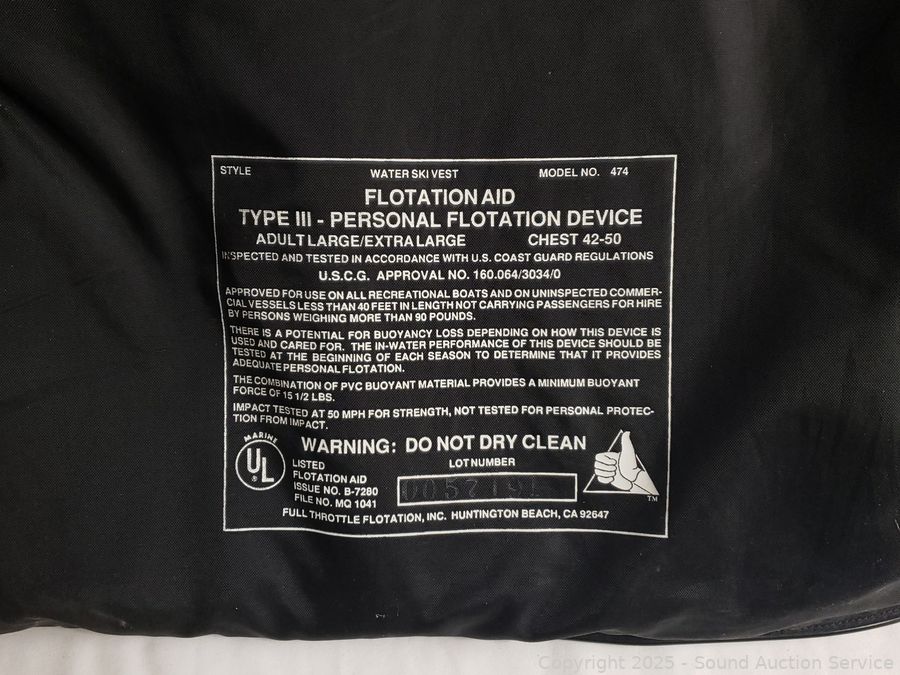 STYLE WATER SKI VEST MODEL NO. 474
FLOTATION AID
TYPE III - PERSONAL FLOTATION DEVICE
ADULT LARGE/EXTRA LARGE CHEST 42-50
INSPECTED AND TESTED IN ACCORDANCE WITH U.S. COAST GUARD REGULATIONS
U.S.C.G. APPROVAL NO. 160.064/3034/0
APPROVED FOR USE ON ALL RECREATIONAL BOATS AND ON UNINSPECTED COMMER-
CIAL VESSELS LESS THAN 40 FEET IN LENGTH NOT CARRYING PASSENGERS FOR HIRE
BY PERSONS WEIGHING MORE THAN 90 POUNDS.
THERE IS A POTENTIAL FOR BUOYANCY LOSS DEPENDING ON HOW THIS DEVICE IS
USED AND CARED FOR. THE IN-WATER PERFORMANCE OF THIS DEVICE SHOULD BE
TESTED AT THE BEGINNING OF EACH SEASON TO DETERMINE THAT IT PROVIDES
ADEQUATE PERSONAL FLOTATION.
THE COMBINATION OF PVC BUOYANT MATERIAL PROVIDES A MINIMUM BUOYANT
FORCE OF 15 1/2 LBS.
IMPACT TESTED AT 50 MPH FOR STRENGTH, NOT TESTED FOR PERSONAL PROTEC-
TION FROM IMPACT.
WARNING: DO NOT DRY CLEAN
MARINE
UL
®
LISTED
FLOTATION AID
ISSUE NO. B-7280
FILE NO. MQ 1041
LOT NUMBER
TM
FULL THROTTLE FLOTATION, INC. HUNTINGTON BEACH, CA 92647
Copyright 2025 - Sound Auction Service